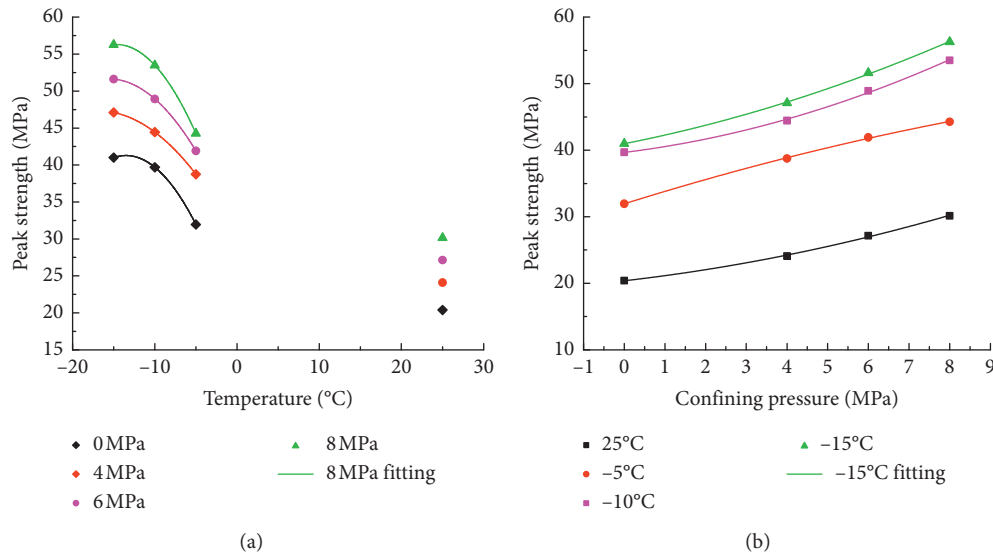 60
55
50
45
40
35
30
25
20
15
Peak strength (MPa)
–20
–10
0
10
20
30
Temperature (°C)
0 MPa
4 MPa
6 MPa
8 MPa
8 MPa fitting
(a)
60
50
40
30
20
10
Peak strength (MPa)
–1
0
1
2
3
4
5
6
7
8
9
Confining pressure (MPa)
25°C
–5°C
–10°C
–15°C
–15°C fitting
(b)